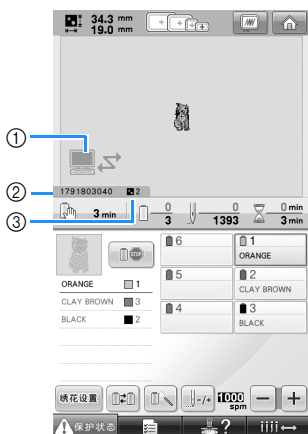 34.3 mm
19.0 mm
①
②
③
1791803040 2
3 min 0 3 0 1393 0 min 3 min
6 1
ORANGE
5 2
CLAY BROWN
4 3
BLACK
STOP
ORANGE 1
CLAY BROWN 3
BLACK 2
绣花设置 -/+ 1000 spm − +
保护状态 ?